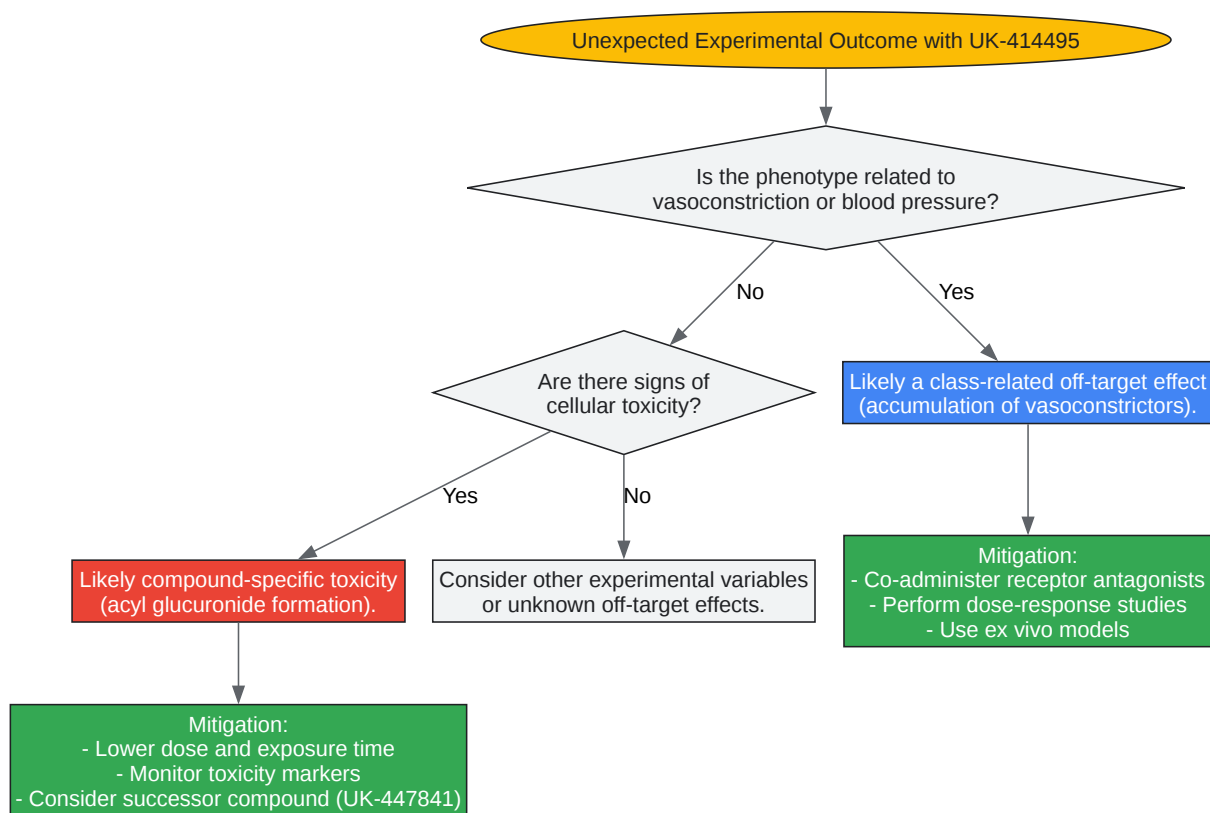 Unexpected Experimental Outcome with UK-414495
Is the phenotype related to
vasoconstriction or blood pressure?
No
Yes
Are there signs of
cellular toxicity?
Likely a class-related off-target effect
(accumulation of vasoconstrictors).
Yes
No
Likely compound-specific toxicity
(acyl glucuronide formation).
Consider other experimental variables
or unknown off-target effects.
Mitigation:
- Co-administer receptor antagonists
- Perform dose-response studies
- Use ex vivo models
Mitigation:
- Lower dose and exposure time
- Monitor toxicity markers
- Consider successor compound (UK-447841)